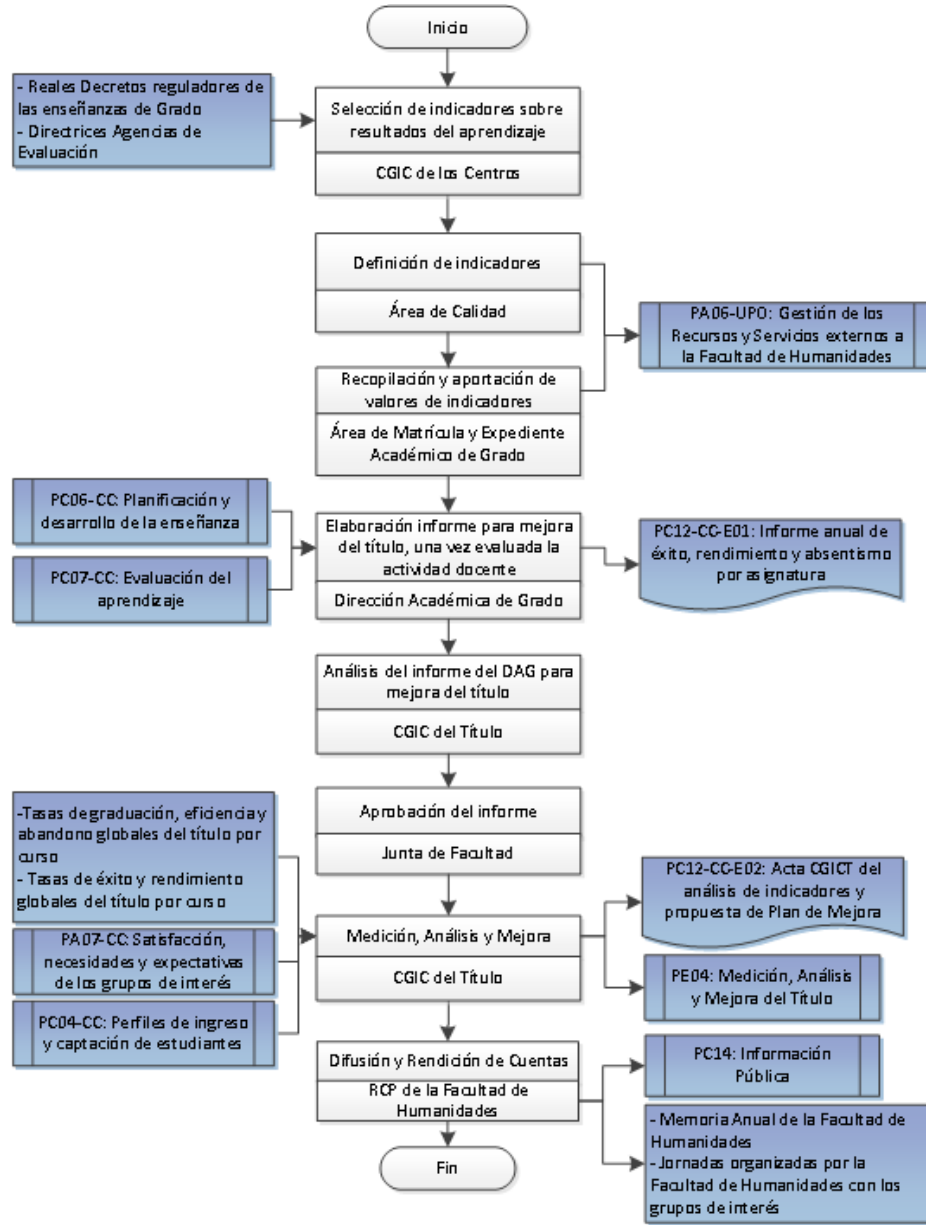 Inicio
- Reales Decretos reguladores de
las enseñanzas de Grado
- Directrices Agencias de
Evaluación
Selección de indicadores sobre
resultados del aprendizaje
CGIC de los Centros
Definición de indicadores
Área de Calidad
PA06-UPO: Gestión de los
Recursos y Servicios externos a
la Facultad de Humanidades
Recopilación y aportación de
valores de indicadores
Área de Matrícula y Expediente
Académico de Grado
PC06-CC: Planificación y
desarrollo de la enseñanza
PC07-CC: Evaluación del
aprendizaje
Elaboración informe para mejora
del título, una vez evaluada la
actividad docente
Dirección Académica de Grado
PC12-CC-E01: Informe anual de
éxito, rendimiento y absentismo
por asignatura
Análisis del informe del DAG para
mejora del título
CGIC del Título
Aprobación del informe
Junta de Facultad
-Tasas de graduación, eficiencia y
abandono globales del título por
curso
- Tasas de éxito y rendimiento
globales del título por curso
PA07-CC: Satisfacción,
necesidades y expectativas
de los grupos de interés
PC04-CC: Perfiles de ingreso
y captación de estudiantes
Medición, Análisis y Mejora
CGIC del Título
PC12-CC-E02: Acta CGICT del
análisis de indicadores y
propuesta de Plan de Mejora
PE04: Medición, Análisis
y Mejora del Título
Difusión y Rendición de Cuentas
RCP de la Facultad de
Humanidades
PC14: Información
Pública
- Memoria Anual de la Facultad de
Humanidades
- Jornadas organizadas por la
Facultad de Humanidades con los
grupos de interés
Fin